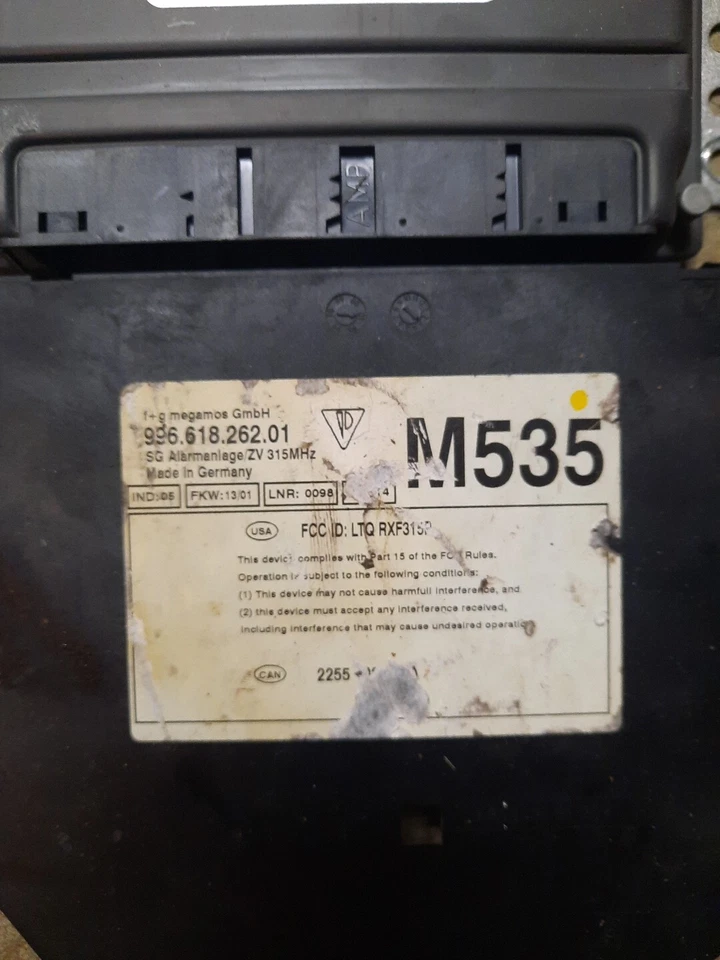 AMP
f+g megamos GmbH
996.618.262.01
SG Alarmanlage/ZV 315MHz
Made in Germany
M535
IND:05 FKW:13/01 LNR: 0098
USA FCC ID: LTQ RXF315P
This device complies with Part 15 of the FCC Rules.
Operation is subject to the following conditions:
(1) This device may not cause harmfull interference, and
(2) this device must accept any interference received,
including interference that may cause undesired operation
CAN 2255